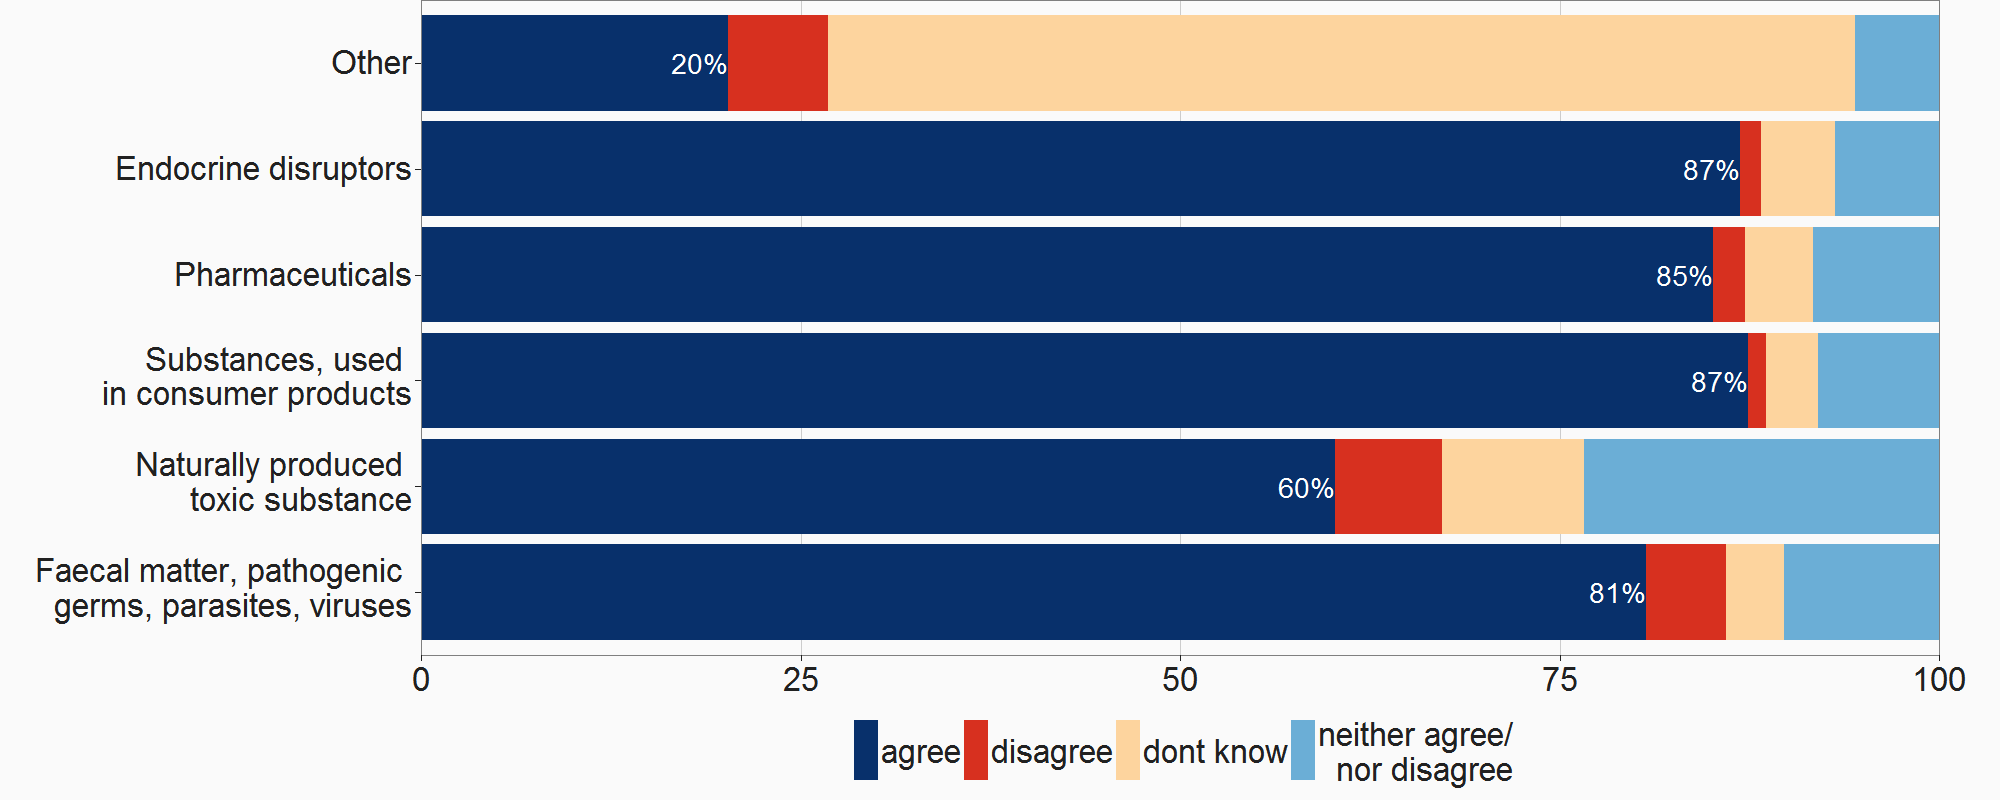 Other
20%
Endocrine disruptors
87%
Pharmaceuticals
85%
Substances, used
in consumer products
87%
Naturally produced
toxic substance
60%
Faecal matter, pathogenic
germs, parasites, viruses
81%
0 25 50 75 100
agree disagree dont know neither agree/
nor disagree